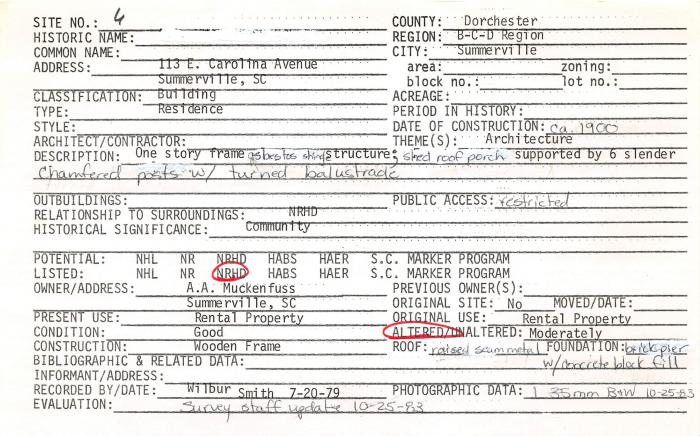 SITE NO.: 4 COUNTY: Dorchester
HISTORIC NAME: REGION: B-C-D Region
COMMON NAME: CITY: Summerville
ADDRESS: 113 E. Carolina Avenue area: zoning:
Summerville, SC block no.: lot no.:
CLASSIFICATION: Building ACREAGE:
TYPE: Residence PERIOD IN HISTORY:
STYLE: DATE OF CONSTRUCTION: ca. 1900
ARCHITECT/CONTRACTOR: THEME(S): Architecture
DESCRIPTION: One story frame asbestos shing structure; shed roof porch supported by 6 slender
chamfered posts w/ turned balustrade
OUTBUILDINGS: PUBLIC ACCESS: restricted
RELATIONSHIP TO SURROUNDINGS: NRHD
HISTORICAL SIGNIFICANCE: Community
POTENTIAL: NHL NR NRHD HABS HAER S.C. MARKER PROGRAM
LISTED: NHL NR NRHD HABS HAER S.C. MARKER PROGRAM
OWNER/ADDRESS: A.A. Muckenfuss PREVIOUS OWNER(S):
Summerville, SC ORIGINAL SITE: No MOVED/DATE:
PRESENT USE: Rental Property ORIGINAL USE: Rental Property
CONDITION: Good ALTERED/UNALTERED: Moderately
CONSTRUCTION: Wooden Frame ROOF: raised seam metal FOUNDATION: brick pier
BIBLIOGRAPHIC & RELATED DATA: w/concrete block fill
INFORMANT/ADDRESS:
RECORDED BY/DATE: Wilbur Smith 7-20-79 PHOTOGRAPHIC DATA: 1 35mm B+W 10-25-83
EVALUATION: Survey staff update 10-25-83